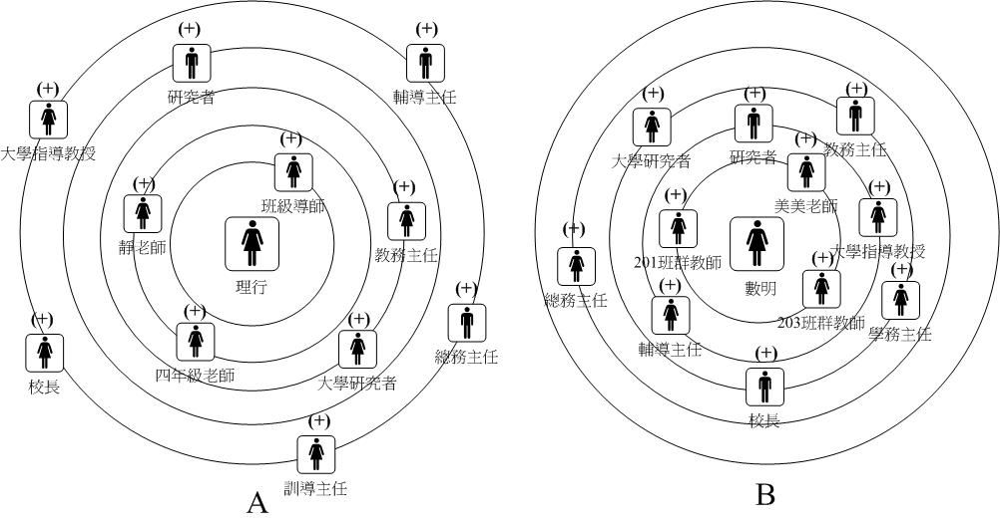 (+)
研究者
(+)
輔導主任
(+)
大學指導教授
(+)
班級導師
(+)
靜老師
(+)
教務主任
理行
(+)
總務主任
(+)
四年級老師
(+)
大學研究者
(+)
校長
(+)
訓導主任
A
(+)
大學研究者
(+)
研究者
(+)
教務主任
(+)
美美老師
(+)
201班群教師
(+)
大學指導教授
數明
(+)
總務主任
(+)
203班群教師
(+)
學務主任
(+)
輔導主任
(+)
校長
B